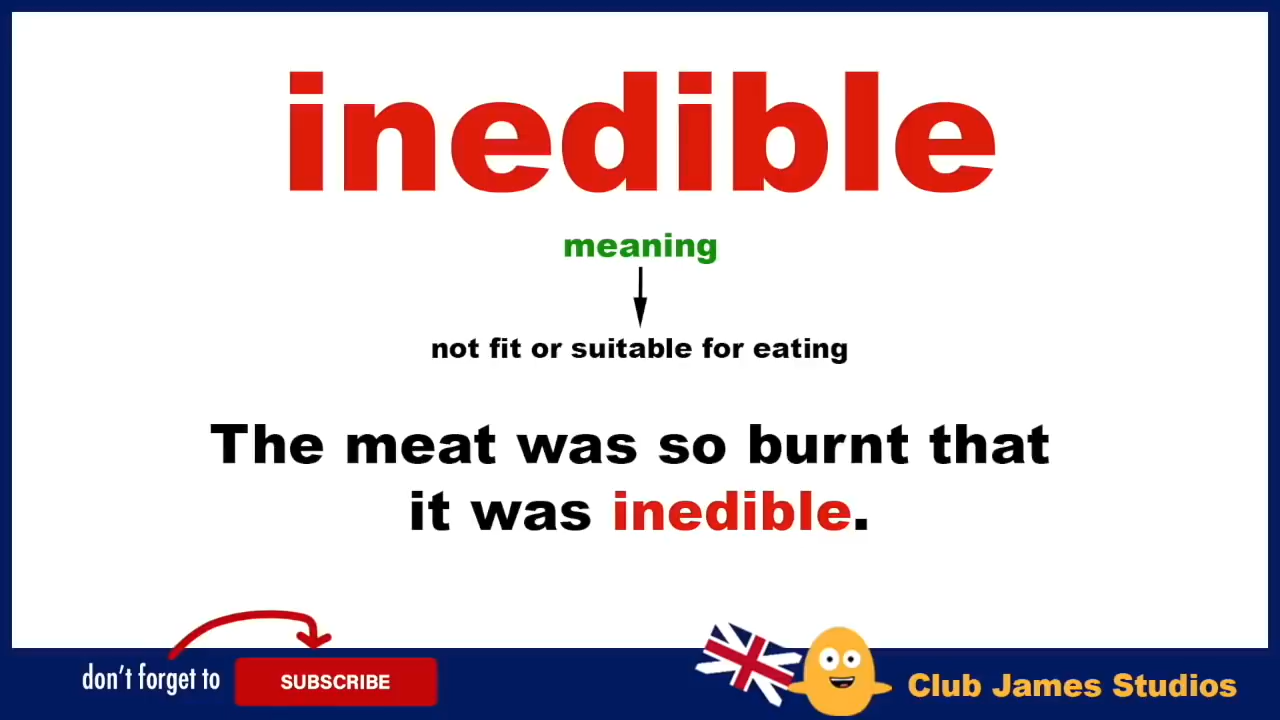 inedible
meaning
not fit or suitable for eating
The meat was so burnt that
it was inedible.
don't forget to
SUBSCRIBE
Club James Studios